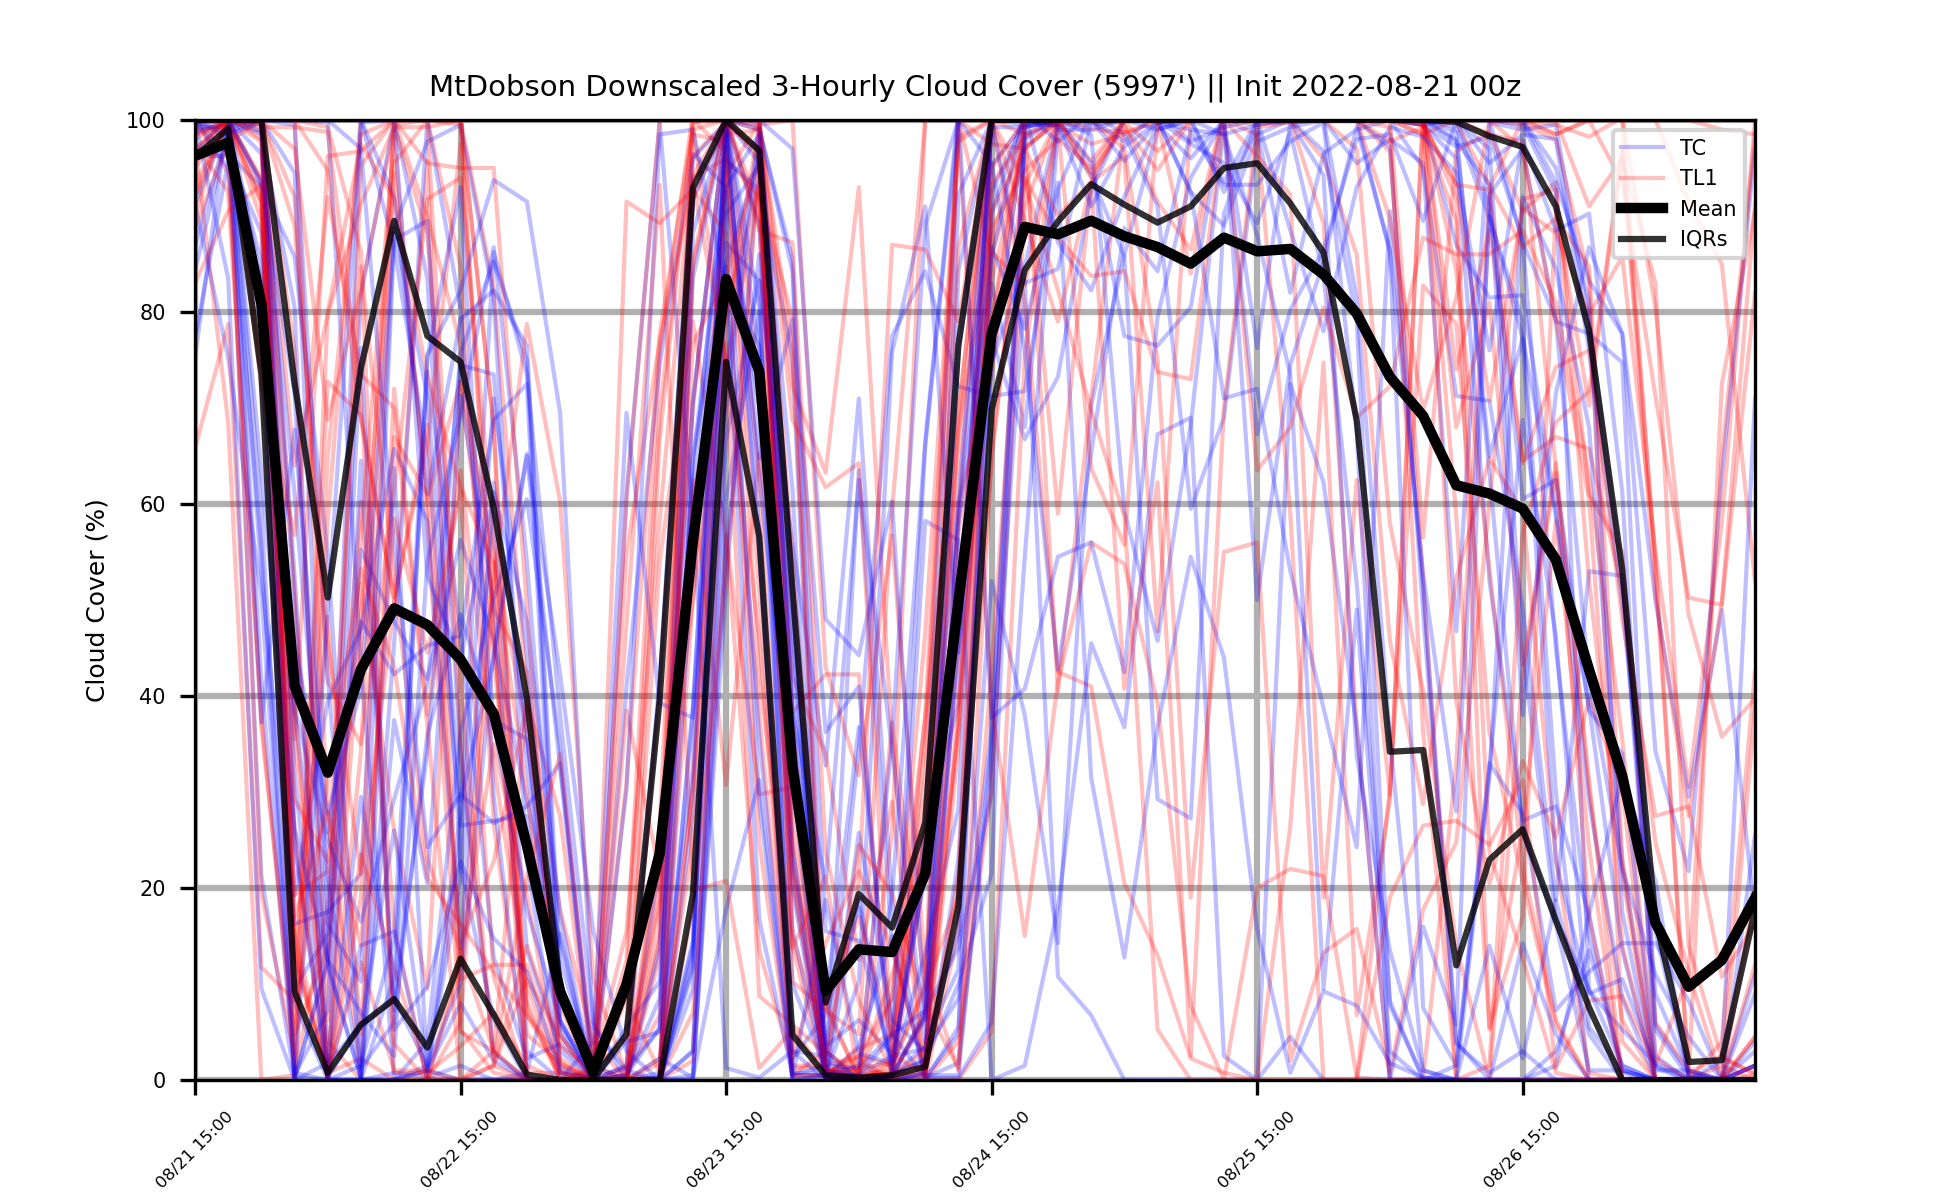 MtDobson Downscaled 3-Hourly Cloud Cover (5997') || Init 2022-08-21 00z
Cloud Cover (%)
100
80
60
40
20
0
TC
TL1
Mean
IQRs
08/21 15:00
08/22 15:00
08/23 15:00
08/24 15:00
08/25 15:00
08/26 15:00